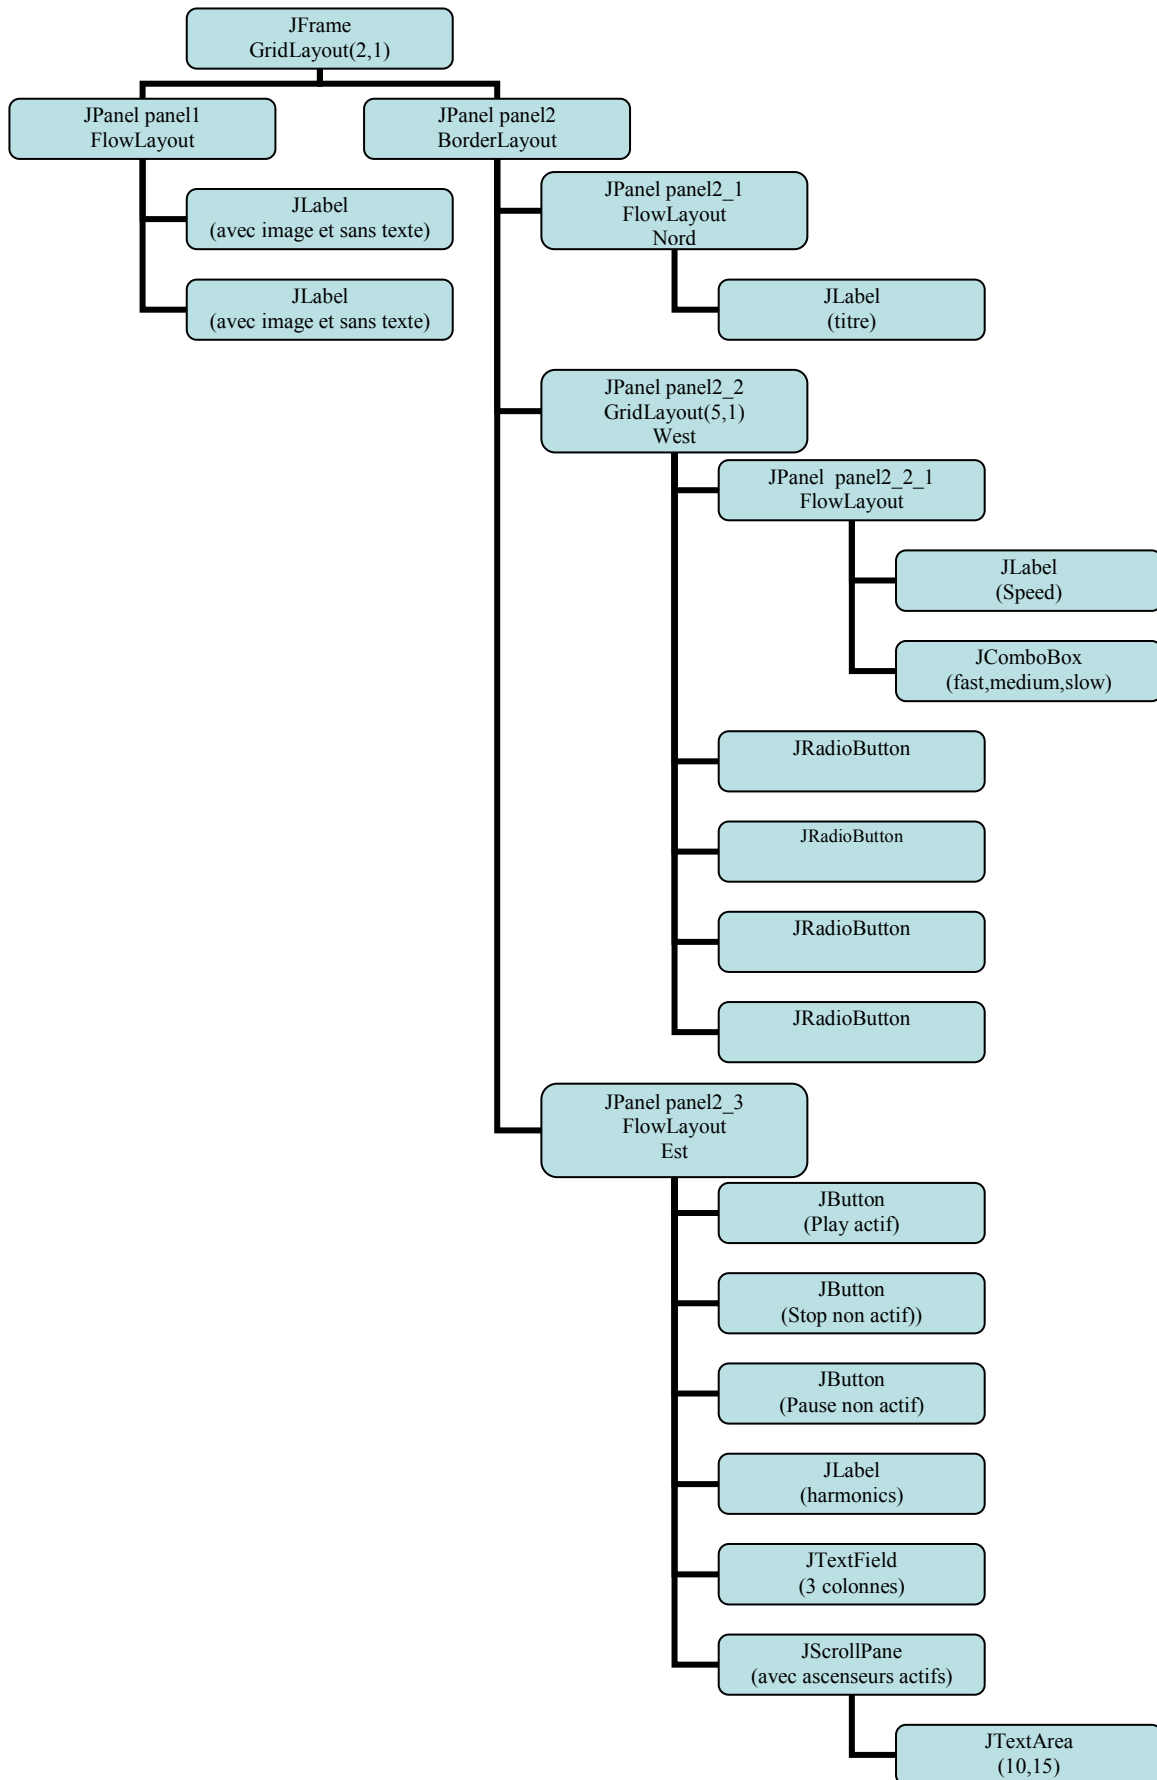 JFrame
GridLayout(2,1)
JPanel panel1
FlowLayout
JPanel panel2
BorderLayout
JLabel
(avec image et sans texte)
JLabel
(avec image et sans texte)
JPanel panel2_1
FlowLayout
Nord
JLabel
(titre)
JPanel panel2_2
GridLayout(5,1)
West
JPanel  panel2_2_1
FlowLayout
JLabel
(Speed)
JComboBox
(fast,medium,slow)
JRadioButton
JRadioButton
JRadioButton
JRadioButton
JPanel panel2_3
FlowLayout
Est
JButton
(Play actif)
JButton
(Stop non actif))
JButton
(Pause non actif)
JLabel
(harmonics)
JTextField
(3 colonnes)
JScrollPane
(avec ascenseurs actifs)
JTextArea
(10,15)